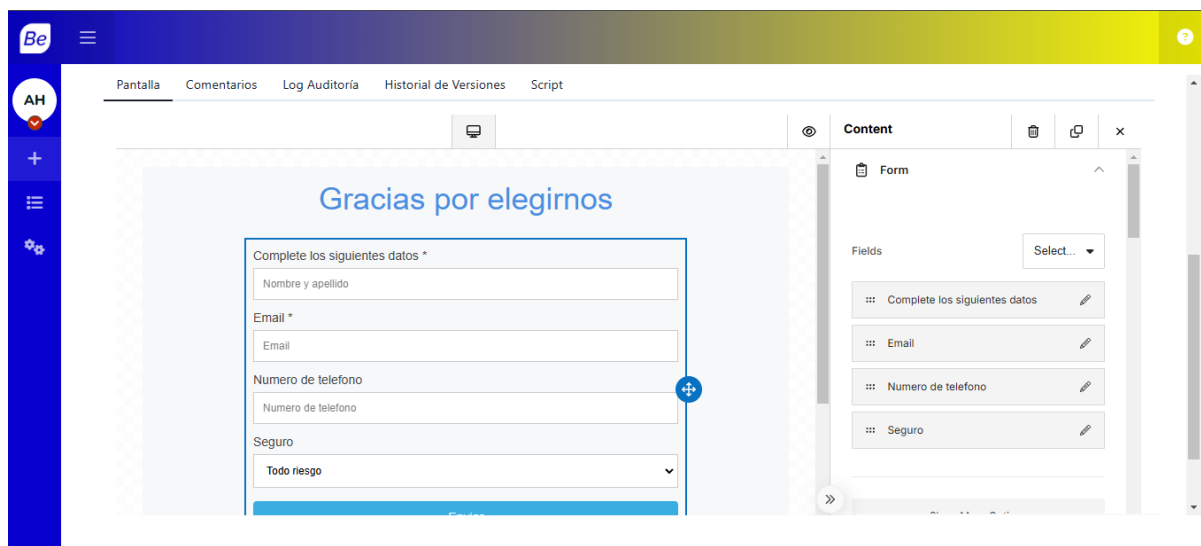 Be
?
AH
Pantalla
Comentarios
Log Auditoría
Historial de Versiones
Script
Content
Gracias por elegirnos
Complete los siguientes datos *
Nombre y apellido
Email *
Email
Numero de telefono
Numero de telefono
Seguro
Todo riesgo
Form
Fields
Select...
Complete los siguientes datos
Email
Numero de telefono
Seguro